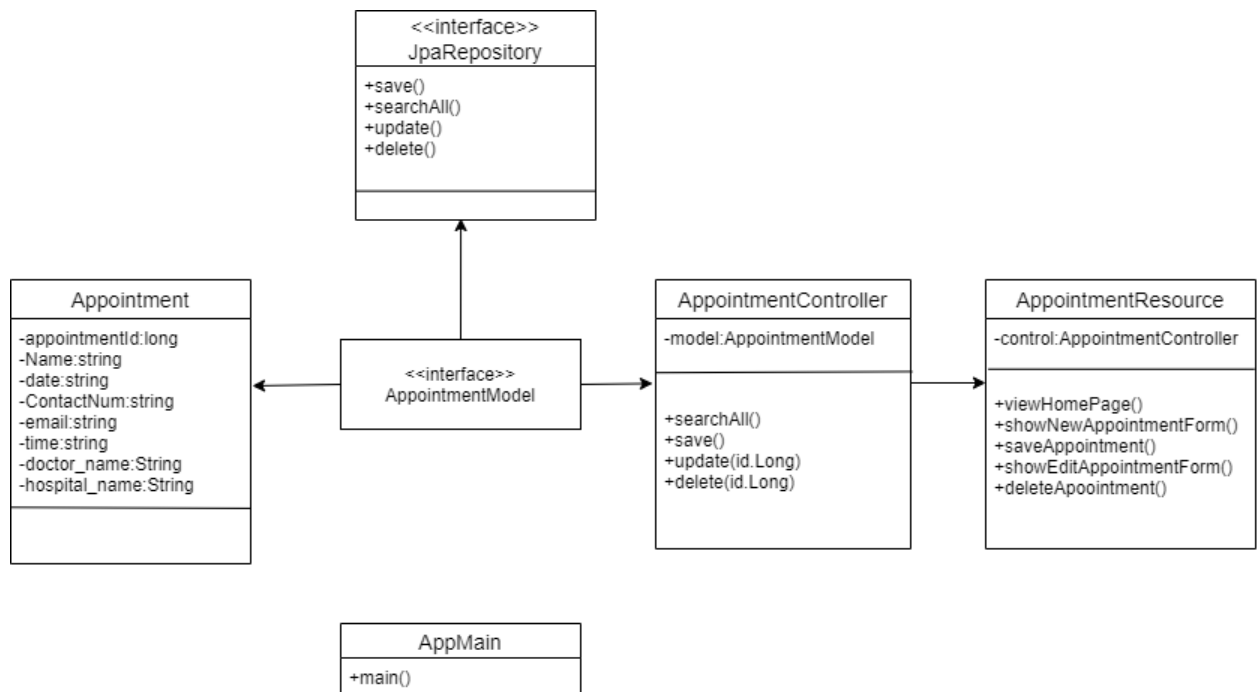 <<interface>>
JpaRepository
+save()
+searchAll()
+update()
+delete()
Appointment
-appointmentId:long
-Name:string
-date:string
-ContactNum:string
-email:string
-time:string
-doctor_name:String
-hospital_name:String
<<interface>>
AppointmentModel
AppointmentController
-model:AppointmentModel
+searchAll()
+save()
+update(id.Long)
+delete(id.Long)
AppointmentResource
-control:AppointmentController
+viewHomePage()
+showNewAppointmentForm()
+saveAppointment()
+showEditAppointmentForm()
+deleteApoointment()
AppMain
+main()